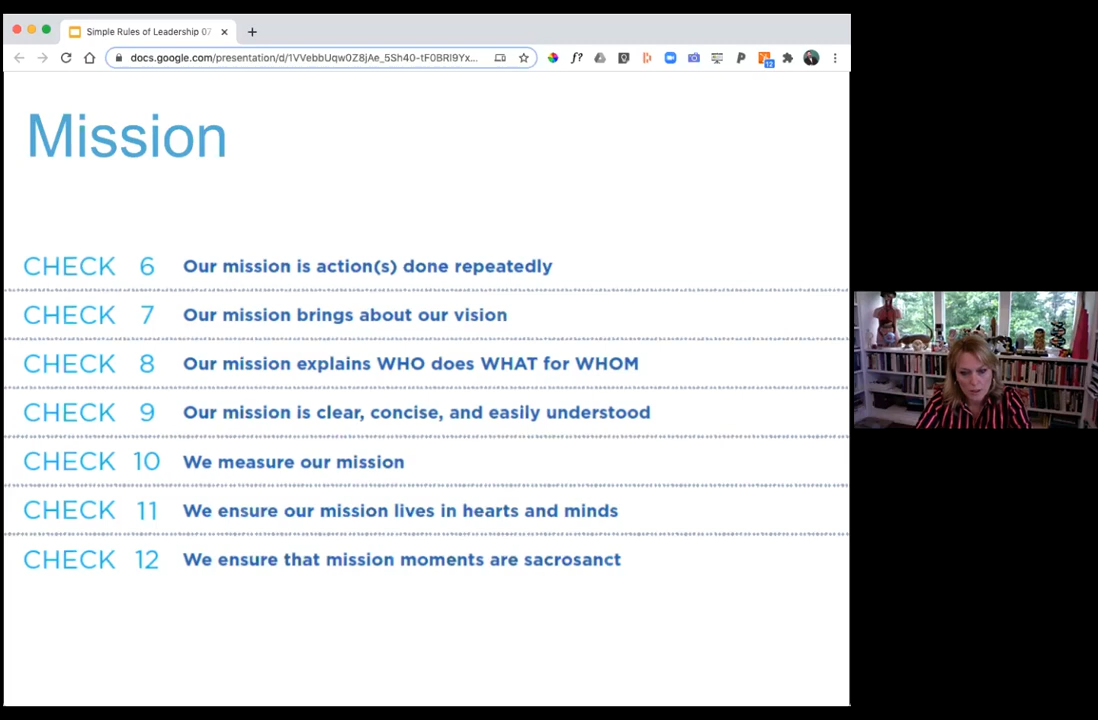 Simple Rules of Leadership 07
docs.google.com/presentation/d/1VVebbUqw0Z8jAe_5Sh40-tF0BRl9Yx...
f?
12
Mission
CHECK 6 Our mission is action(s) done repeatedly
CHECK 7 Our mission brings about our vision
CHECK 8 Our mission explains WHO does WHAT for WHOM
CHECK 9 Our mission is clear, concise, and easily understood
CHECK 10 We measure our mission
CHECK 11 We ensure our mission lives in hearts and minds
CHECK 12 We ensure that mission moments are sacrosanct